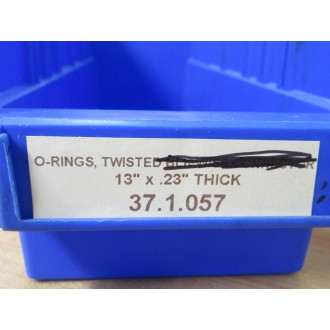 O-RINGS, TWISTED
13" x .23" THICK
37.1.057